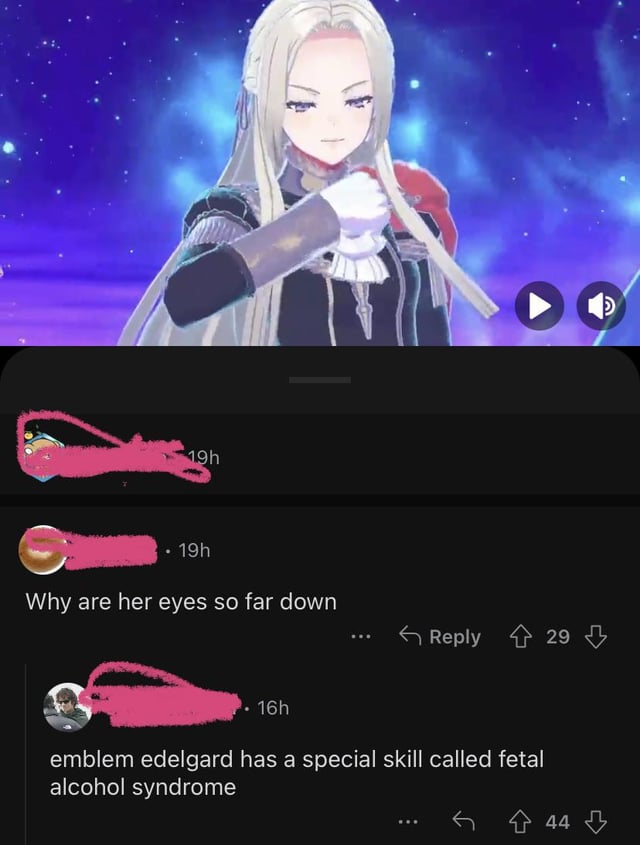 19h
• 19h
Why are her eyes so far down
... Reply 29
• 16h
emblem edelgard has a special skill called fetal
alcohol syndrome
... 44